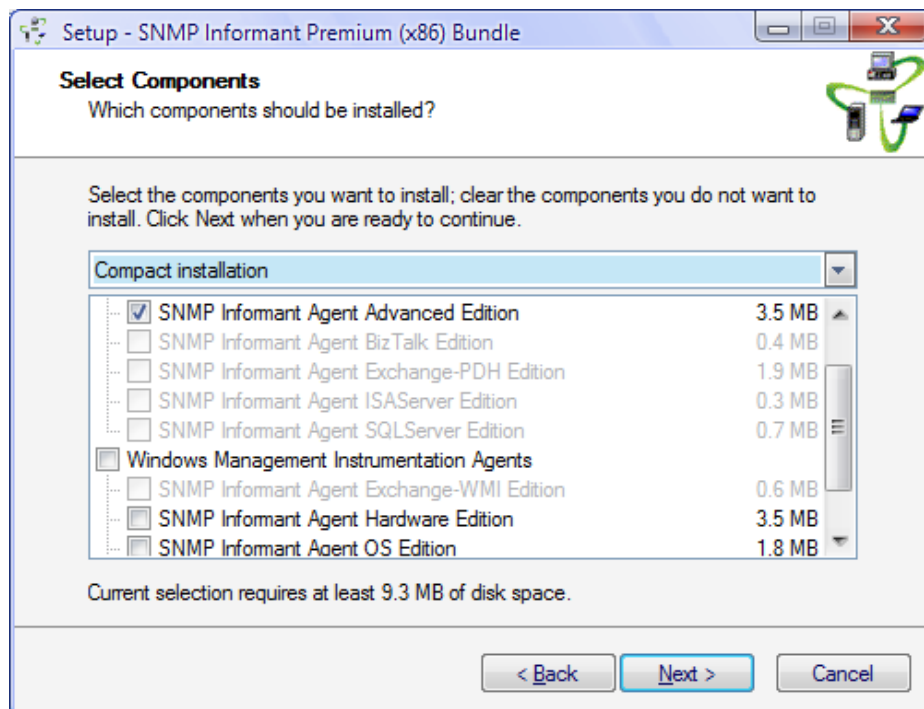 Setup - SNMP Informant Premium (x86) Bundle
Select Components
Which components should be installed?
Select the components you want to install; clear the components you do not want to
install. Click Next when you are ready to continue.
Compact installation
SNMP Informant Agent Advanced Edition 3.5 MB
SNMP Informant Agent BizTalk Edition 0.4 MB
SNMP Informant Agent Exchange-PDH Edition 1.9 MB
SNMP Informant Agent ISAServer Edition 0.3 MB
SNMP Informant Agent SQLServer Edition 0.7 MB
Windows Management Instrumentation Agents
SNMP Informant Agent Exchange-WMI Edition 0.6 MB
SNMP Informant Agent Hardware Edition 3.5 MB
SNMP Informant Agent OS Edition 1.8 MB
Current selection requires at least 9.3 MB of disk space.
< Back Next > Cancel